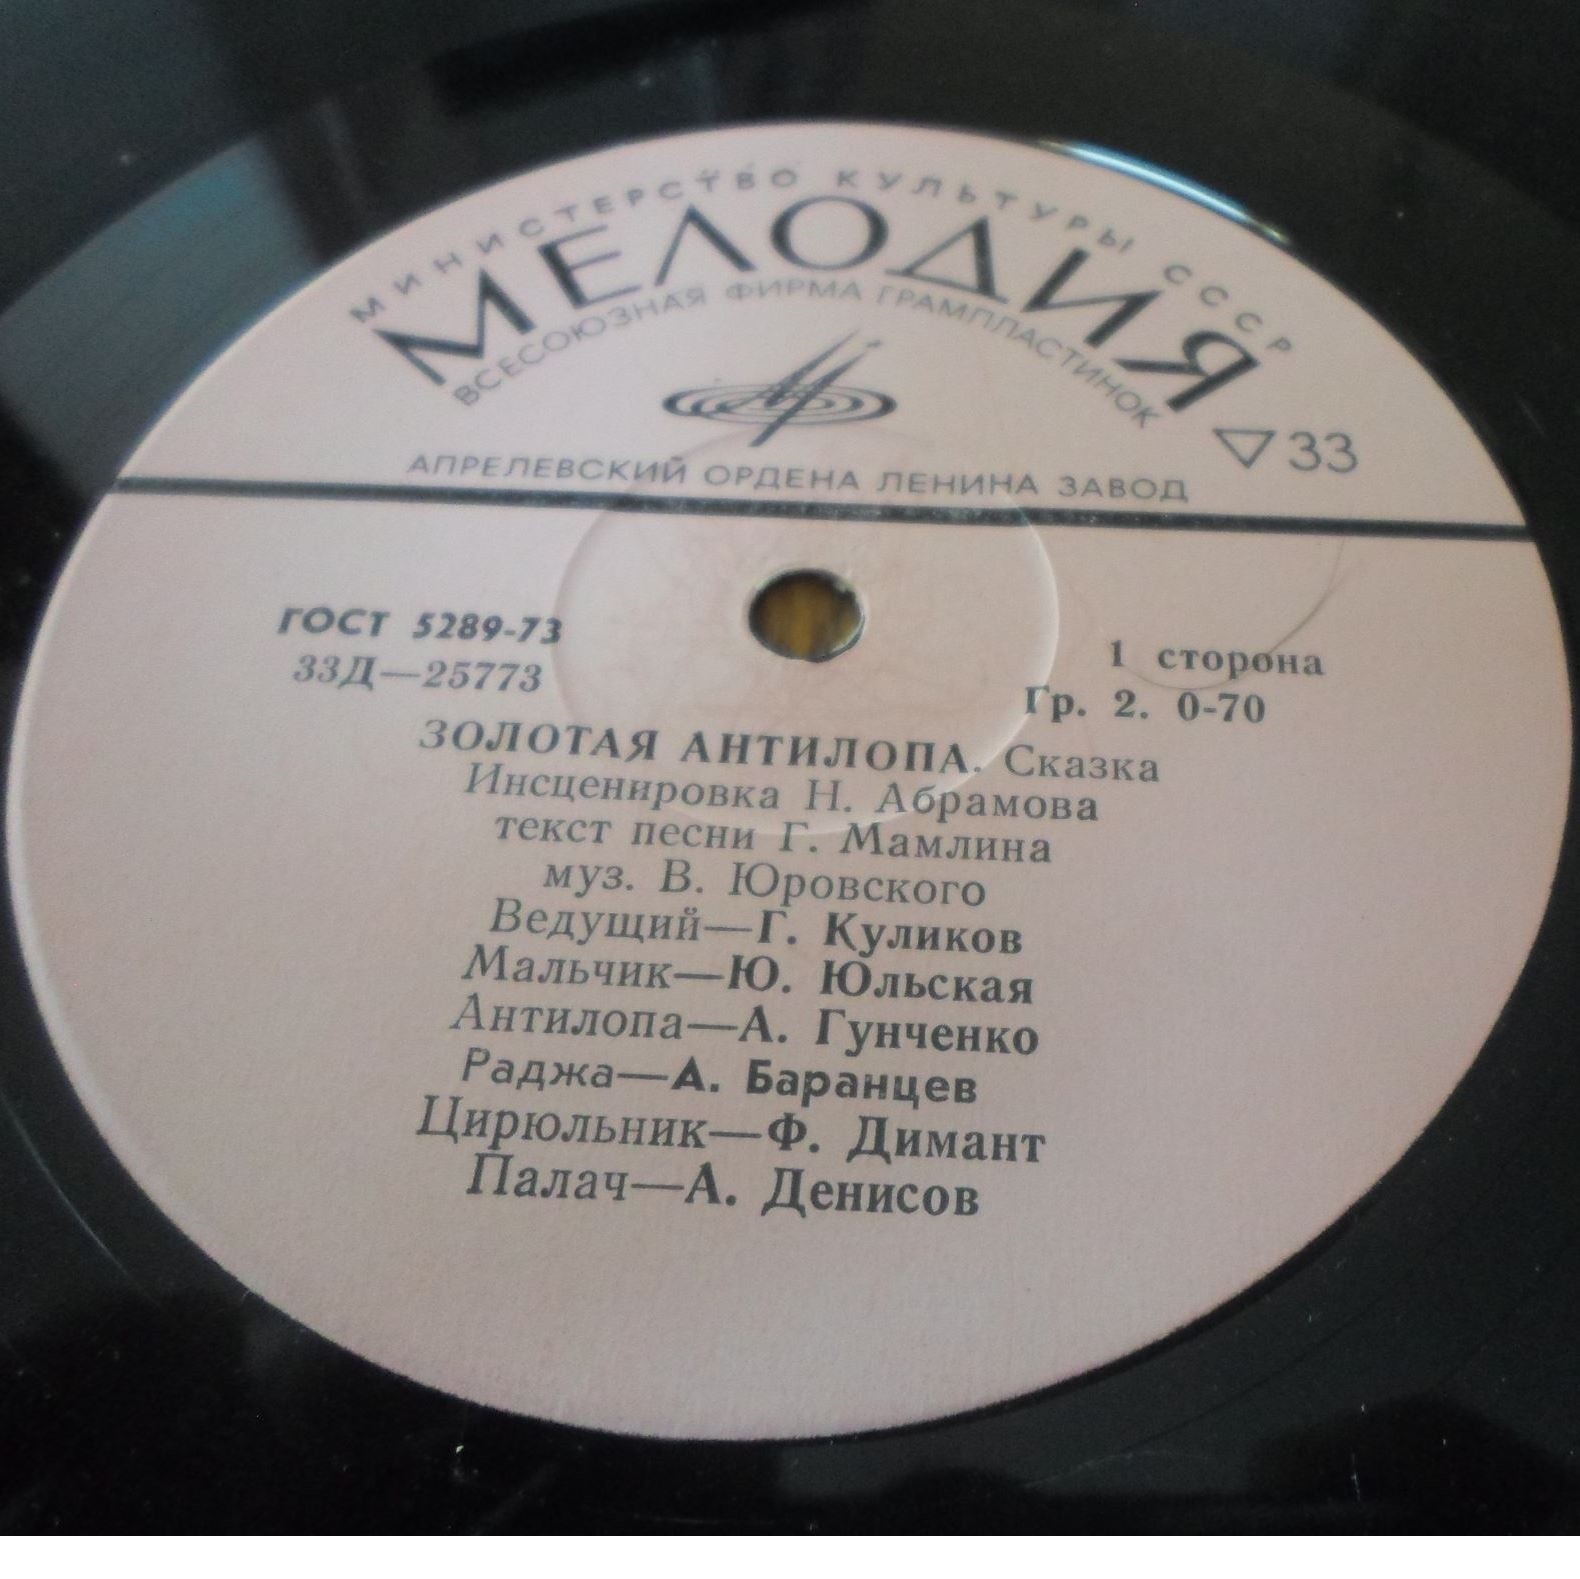 МИНИСТЕРСТВО КУЛЬТУРЫ СССР
МЕЛОДИЯ
ВСЕСОЮЗНАЯ ФИРМА ГРАМПЛАСТИНОК
▽33
АПРЕЛЕВСКИЙ ОРДЕНА ЛЕНИНА ЗАВОД
ГОСТ 5289-73
33Д—25773
1 сторона
Гр. 2. 0-70
ЗОЛОТАЯ АНТИЛОПА. Сказка
Инсценировка Н. Абрамова
текст песни Г. Мамлина
муз. В. Юровского
Ведущий—Г. Куликов
Мальчик—Ю. Юльская
Антилопа—А. Гунченко
Раджа—А. Баранцев
Цирюльник—Ф. Димант
Палач—А. Денисов